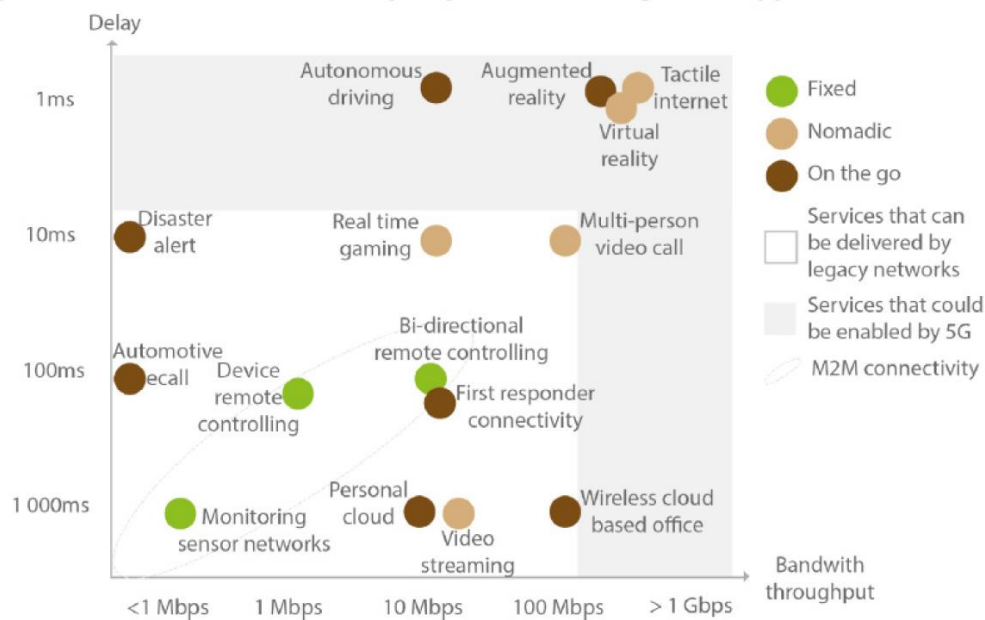 Delay
1ms
10ms
100ms
1 000ms
Autonomous
driving
Augmented
reality
Tactile
internet
Virtual
reality
Disaster
alert
Real time
gaming
Multi-person
video call
Bi-directional
remote controlling
Automotive
ecall
Device
remote
controlling
First responder
connectivity
Monitoring
sensor networks
Personal
cloud
Video
streaming
Wireless cloud
based office
<1 Mbps
1 Mbps
10 Mbps
100 Mbps
> 1 Gbps
Bandwith
throughput
Fixed
Nomadic
On the go
Services that can
be delivered by
legacy networks
Services that could
be enabled by 5G
M2M connectivity